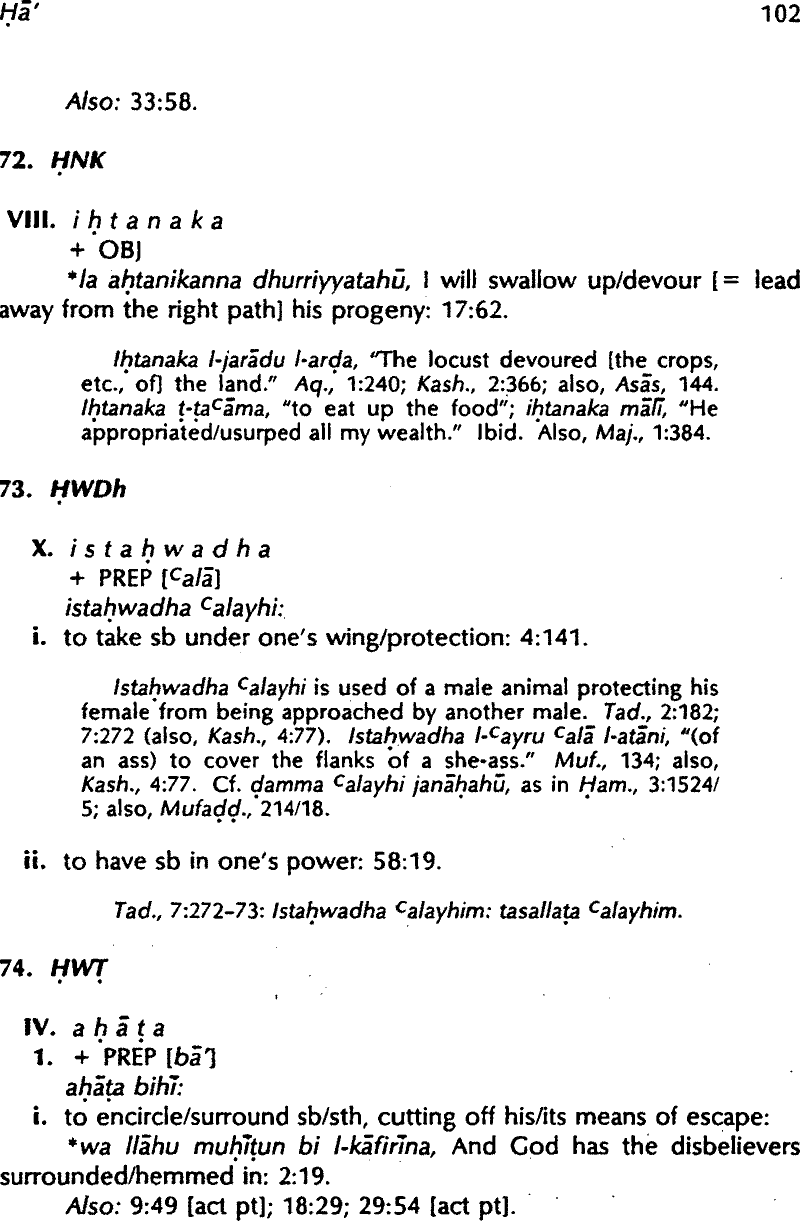 Ḥā’ 102
Also: 33:58.
72. ḤNK
VIII. i ḥ t a n a k a
+ OBJ
*la aḥtanikanna dhurriyyatahū, I will swallow up/devour [= lead
away from the right path] his progeny: 17:62.
Iḥtanaka l-jarādu l-arḍa, “The locust devoured [the crops,
etc., of] the land.” Aq., 1:240; Kash., 2:366; also, Asās, 144.
Iḥtanaka ṭ-ṭaᶜāma, “to eat up the food”; iḥtanaka mālī, “He
appropriated/usurped all my wealth.” Ibid. Also, Maj., 1:384.
73. ḤWDh
X. i s t a ḥ w a d h a
+ PREP [ᶜalā]
istaḥwadha ᶜalayhi:
i. to take sb under one’s wing/protection: 4:141.
Istaḥwadha ᶜalayhi is used of a male animal protecting his
female from being approached by another male. Tad., 2:182;
7:272 (also, Kash., 4:77). Istaḥwadha l-ᶜayru ᶜalā l-atāni, “(of
an ass) to cover the flanks of a she-ass.” Muf., 134; also,
Kash., 4:77. Cf. ḍamma ᶜalayhi janāḥahū, as in Ḥam., 3:1524/
5; also, Mufaḍḍ., 214/18.
ii. to have sb in one’s power: 58:19.
Tad., 7:272–73: Istaḥwadha ᶜalayhim: tasallaṭa ᶜalayhim.
74. ḤWṬ
IV. a ḥ ā ṭ a
1. + PREP [bā’]
aḥāṭa bihī:
i. to encircle/surround sb/sth, cutting off his/its means of escape:
*wa llāhu muḥīṭun bi l-kāfirīna, And God has the disbelievers
surrounded/hemmed in: 2:19.
Also: 9:49 [act pt]; 18:29; 29:54 [act pt].